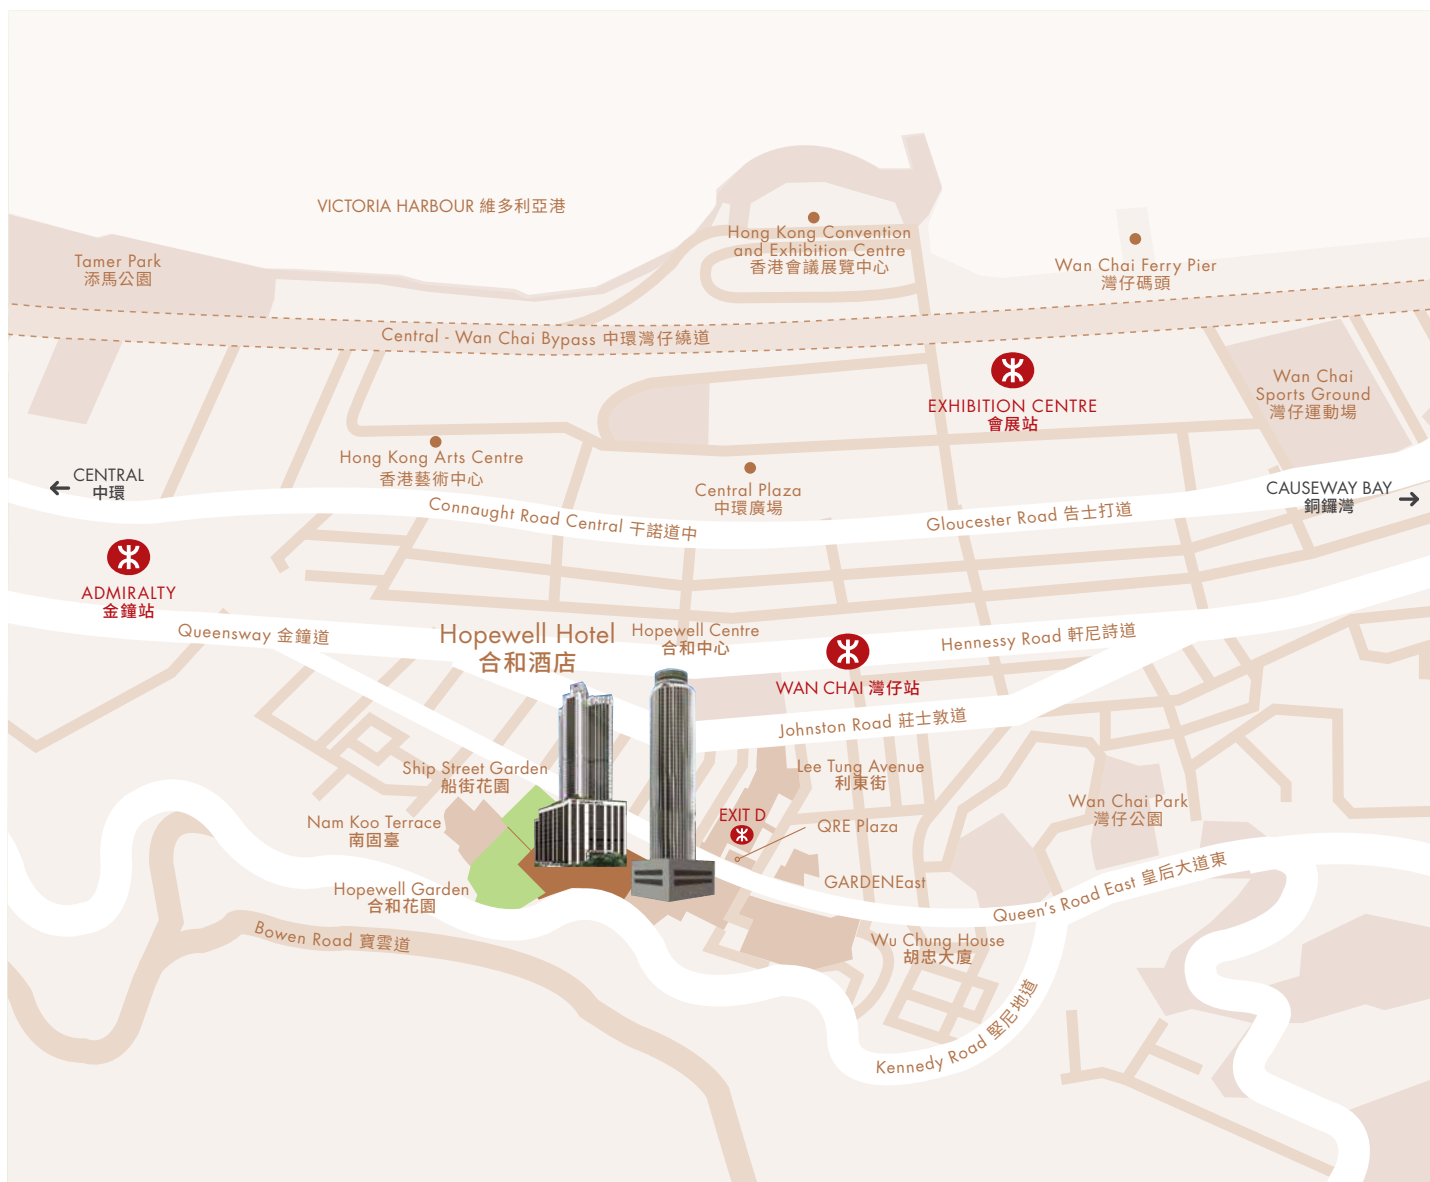 VICTORIA HARBOUR 維多利亞港
Hong Kong Convention
and Exhibition Centre
香港會議展覽中心
Tamer Park
添馬公園
Wan Chai Ferry Pier
灣仔碼頭
Central - Wan Chai Bypass 中環灣仔繞道
EXHIBITION CENTRE
會展站
Wan Chai
Sports Ground
灣仔運動場
Hong Kong Arts Centre
香港藝術中心
CENTRAL
中環
Central Plaza
中環廣場
CAUSEWAY BAY
銅鑼灣
Connaught Road Central 干諾道中
Gloucester Road 告士打道
ADMIRALTY
金鐘站
Queensway 金鐘道
Hopewell Hotel
合和酒店
Hopewell Centre
合和中心
Hennessy Road 軒尼詩道
WAN CHAI 灣仔站
Johnston Road 莊士敦道
Ship Street Garden
船街花園
Lee Tung Avenue
利東街
Nam Koo Terrace
南固臺
EXIT D
QRE Plaza
Wan Chai Park
灣仔公園
Hopewell Garden
合和花園
GARDENEast
Queen's Road East 皇后大道東
Bowen Road 寶雲道
Wu Chung House
胡忠大廈
Kennedy Road 堅尼地道